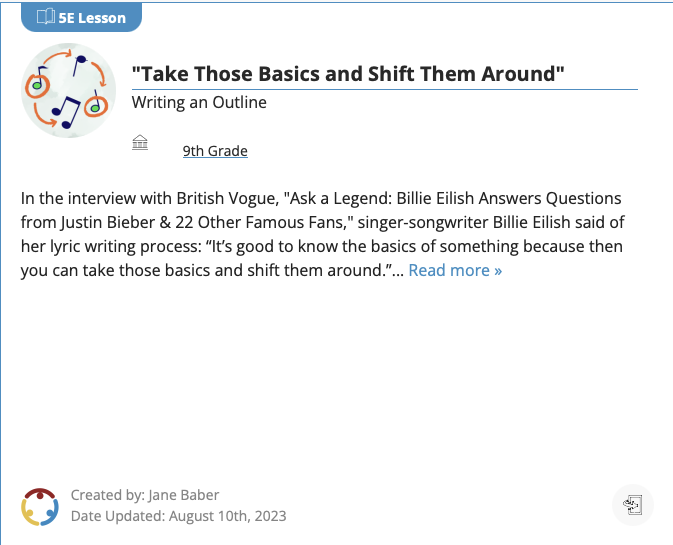 5E Lesson
"Take Those Basics and Shift Them Around"
Writing an Outline
9th Grade
In the interview with British Vogue, "Ask a Legend: Billie Eilish Answers Questions
from Justin Bieber & 22 Other Famous Fans," singer-songwriter Billie Eilish said of
her lyric writing process: “It’s good to know the basics of something because then
you can take those basics and shift them around.”... Read more »
Created by: Jane Baber
Date Updated: August 10th, 2023